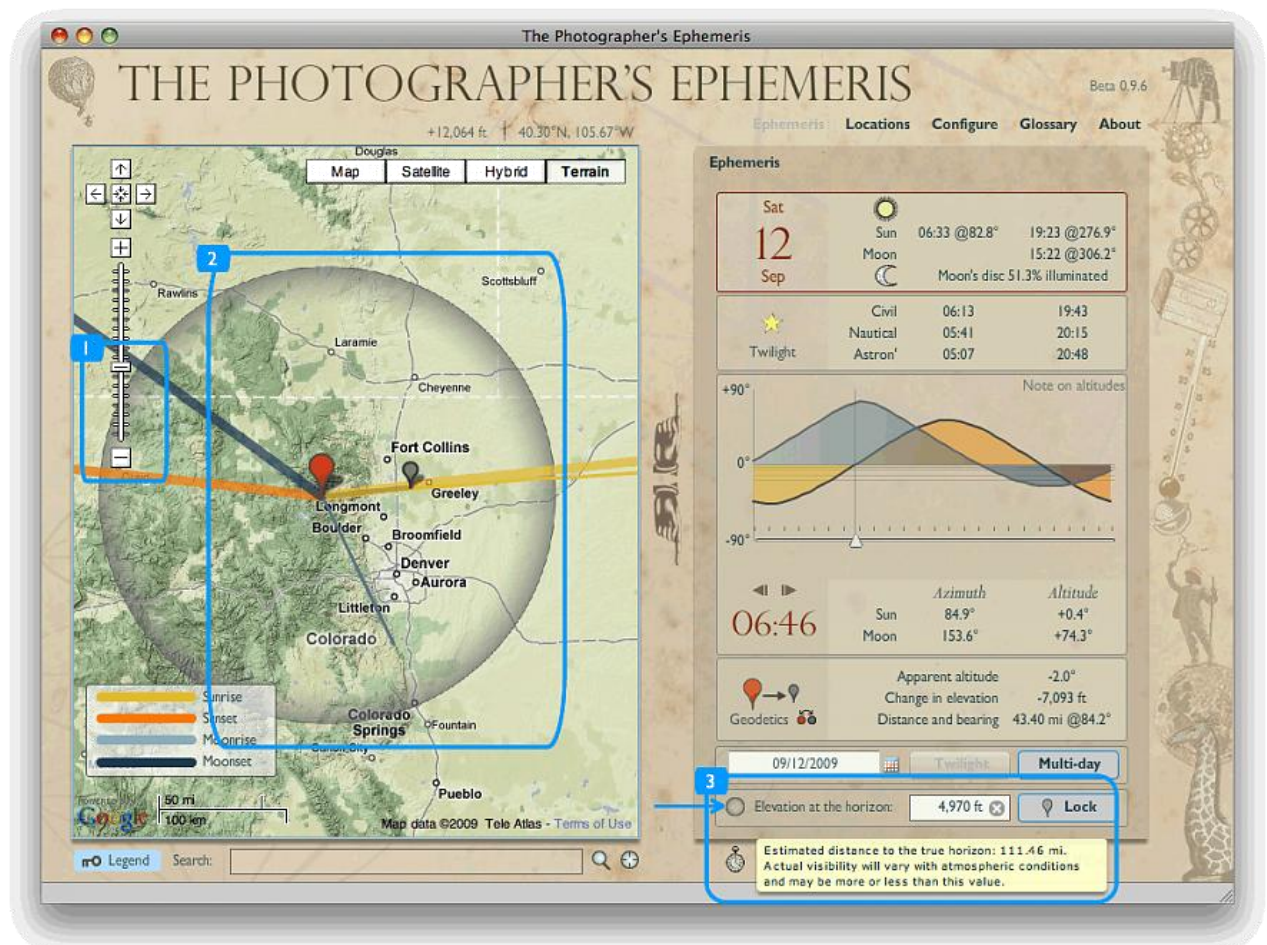 The Photographer's Ephemeris
THE PHOTOGRAPHER'S EPHEMERIS
Beta 0.9.6
+12,064 ft † 40.30°N, 105.67°W
Ephemeris Locations Configure Glossary About
Douglas
Map Satellite Hybrid Terrain
2
Scottsbluff
Rawlins
1
Laramie
Cheyenne
Fort Collins
Greeley
Longmont
Boulder
Broomfield
Denver
Aurora
Littleton
Colorado
Sunrise
Sunset
Moonrise
Moonset
Colorado
Springs
Fountain
Pueblo
50 mi
100 km
Google
Map data ©2009 Tele Atlas - Terms of Use
Legend Search:
Ephemeris
Sat
12
Sep
Sun 06:33 @82.8° 19:23 @276.9°
Moon 15:22 @306.2°
Moon's disc 51.3% illuminated
Twilight
Civil 06:13 19:43
Nautical 05:41 20:15
Astron' 05:07 20:48
Note on altitudes
+90°
0°
-90°
06:46
Azimuth Altitude
Sun 84.9° +0.4°
Moon 153.6° +74.3°
Geodetics
Apparent altitude -2.0°
Change in elevation -7,093 ft
Distance and bearing 43.40 mi @84.2°
09/12/2009 Twilight Multi-day
3
Elevation at the horizon: 4,970 ft Lock
Estimated distance to the true horizon: 111.46 mi.
Actual visibility will vary with atmospheric conditions
and may be more or less than this value.